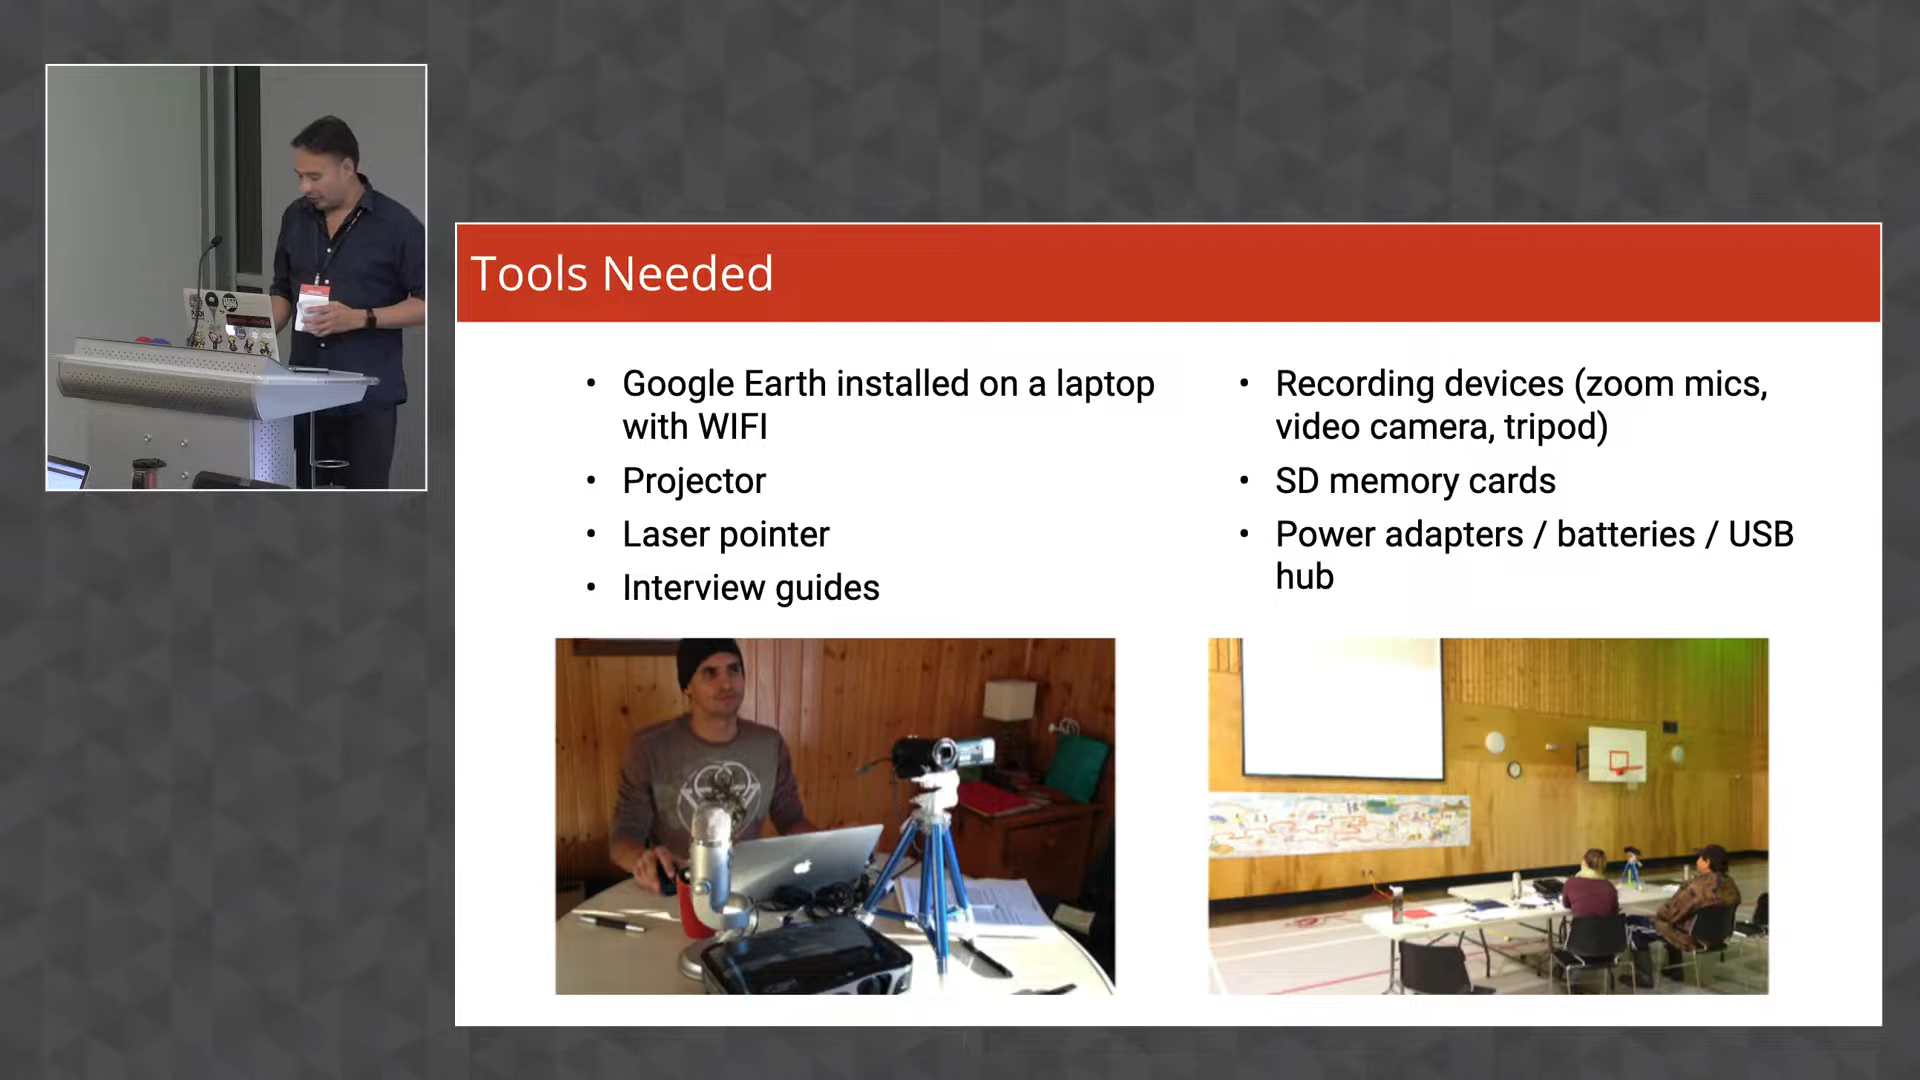 Tools Needed
• Google Earth installed on a laptop
with WIFI
• Projector
• Laser pointer
• Interview guides
• Recording devices (zoom mics,
video camera, tripod)
• SD memory cards
• Power adapters / batteries / USB
hub